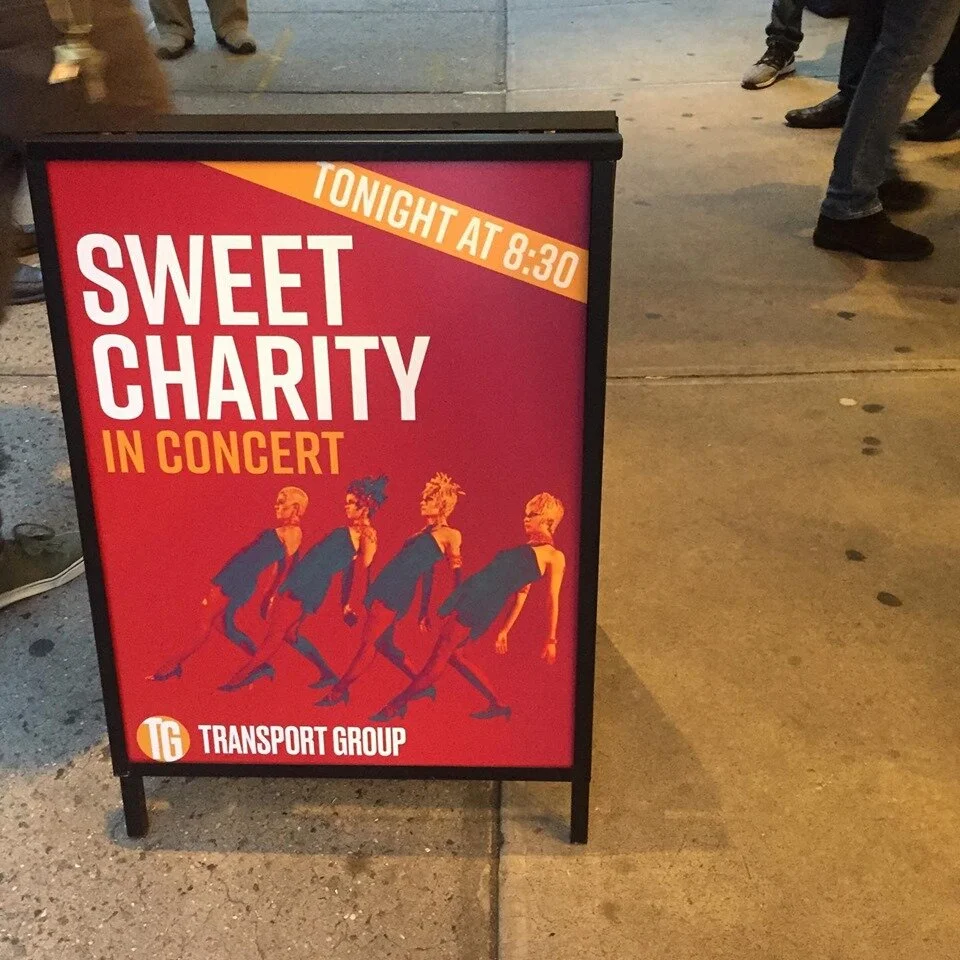 TONIGHT AT 8:30
SWEET
CHARITY
IN CONCERT
TG TRANSPORT GROUP